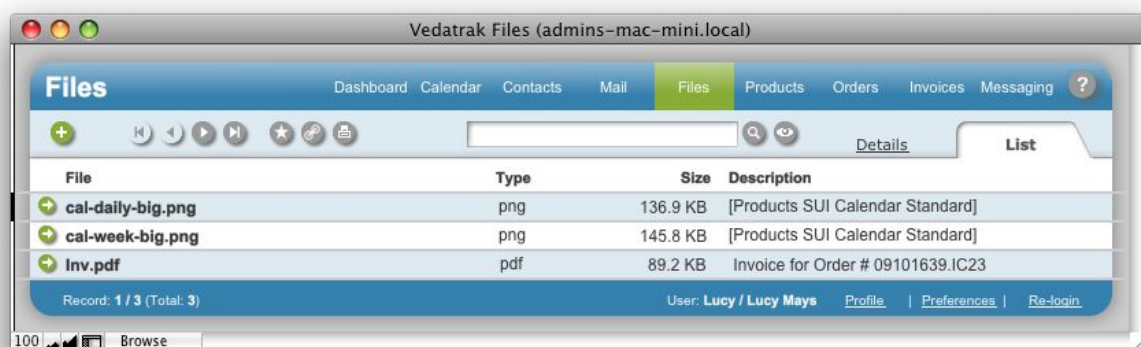 Vedatrak Files (admins-mac-mini.local)
Files Dashboard Calendar Contacts Mail Files Products Orders Invoices Messaging ?
Details List
File Type Size Description
cal-daily-big.png png 136.9 KB [Products SUI Calendar Standard]
cal-week-big.png png 145.8 KB [Products SUI Calendar Standard]
Inv.pdf pdf 89.2 KB Invoice for Order # 09101639.IC23
Record: 1 / 3 (Total: 3) User: Lucy / Lucy Mays Profile | Preferences | Re-login
100 Browse